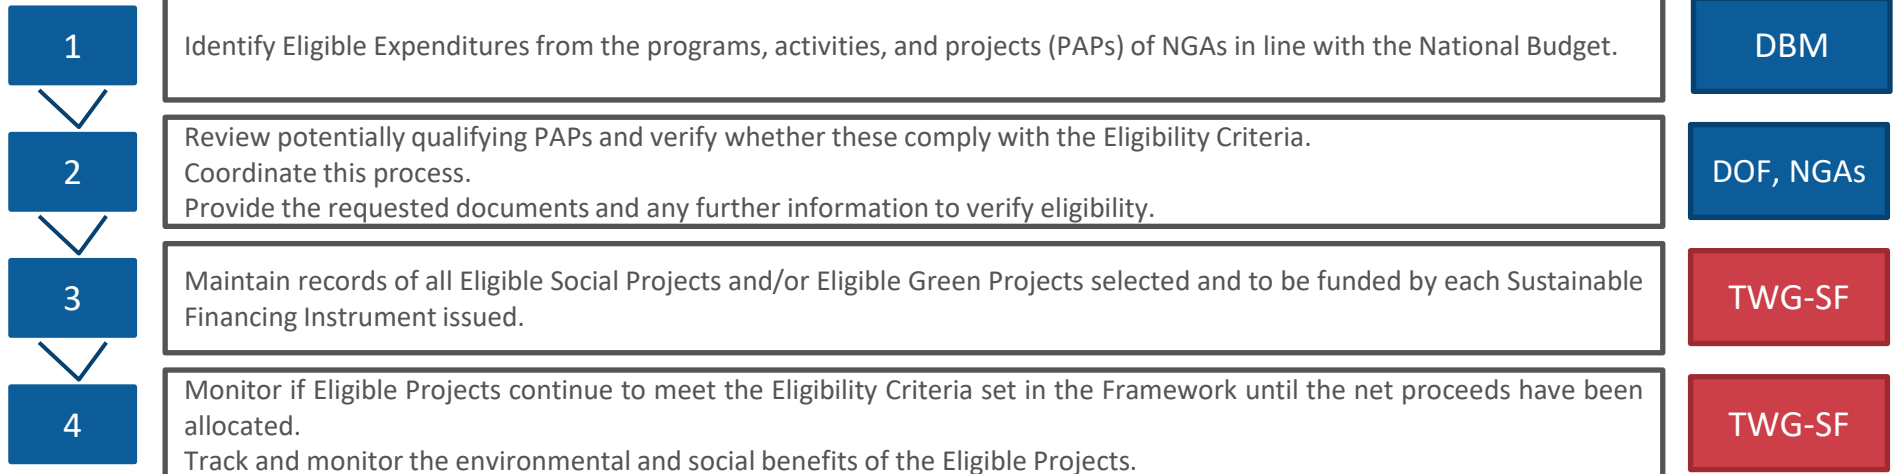 1
Identify Eligible Expenditures from the programs, activities, and projects (PAPs) of NGAs in line with the National Budget.
DBM
2
Review potentially qualifying PAPs and verify whether these comply with the Eligibility Criteria.
Coordinate this process.
Provide the requested documents and any further information to verify eligibility.
DOF, NGAs
3
Maintain records of all Eligible Social Projects and/or Eligible Green Projects selected and to be funded by each Sustainable
Financing Instrument issued.
TWG-SF
4
Monitor if Eligible Projects continue to meet the Eligibility Criteria set in the Framework until the net proceeds have been
allocated.
Track and monitor the environmental and social benefits of the Eligible Projects.
TWG-SF